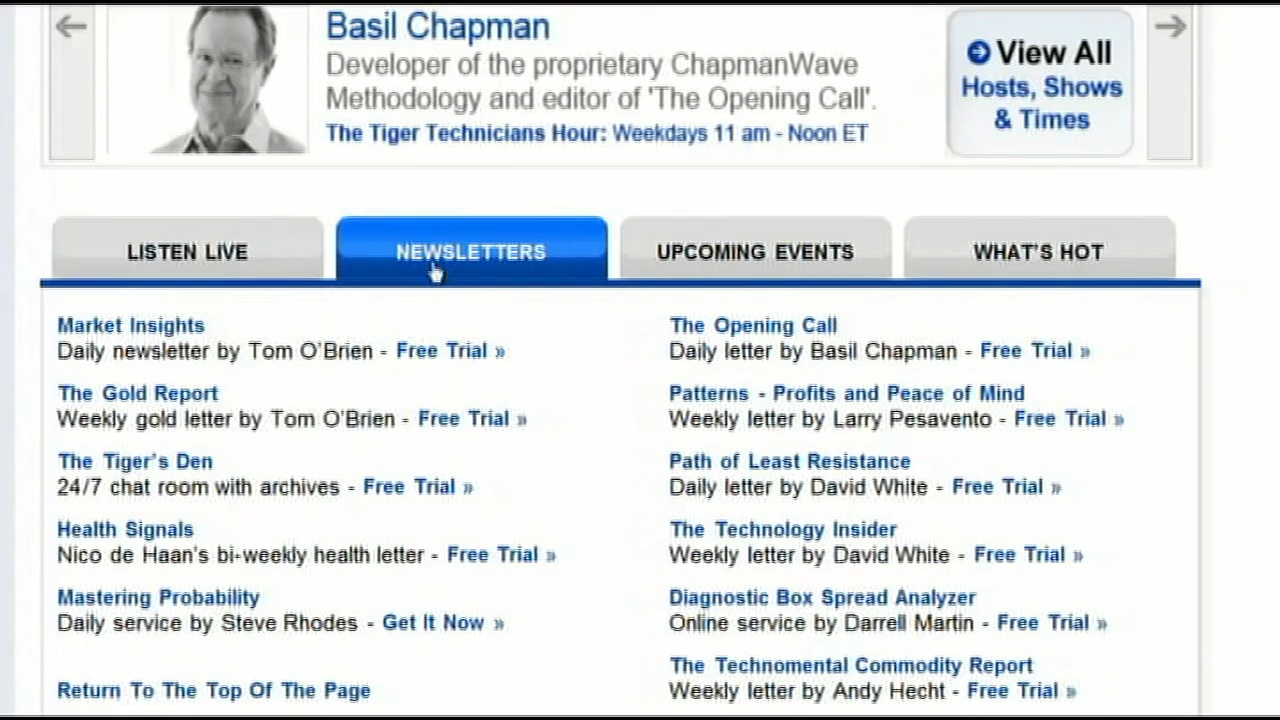 Basil Chapman
Developer of the proprietary ChapmanWave
Methodology and editor of 'The Opening Call'.
The Tiger Technicians Hour: Weekdays 11 am - Noon ET
View All
Hosts, Shows
& Times
LISTEN LIVE
NEWSLETTERS
UPCOMING EVENTS
WHAT'S HOT
Market Insights
Daily newsletter by Tom O'Brien - Free Trial »
The Gold Report
Weekly gold letter by Tom O'Brien - Free Trial »
The Tiger's Den
24/7 chat room with archives - Free Trial »
Health Signals
Nico de Haan's bi-weekly health letter - Free Trial »
Mastering Probability
Daily service by Steve Rhodes - Get It Now »
Return To The Top Of The Page
The Opening Call
Daily letter by Basil Chapman - Free Trial »
Patterns - Profits and Peace of Mind
Weekly letter by Larry Pesavento - Free Trial »
Path of Least Resistance
Daily letter by David White - Free Trial »
The Technology Insider
Weekly letter by David White - Free Trial »
Diagnostic Box Spread Analyzer
Online service by Darrell Martin - Free Trial »
The Technomental Commodity Report
Weekly letter by Andy Hecht - Free Trial »